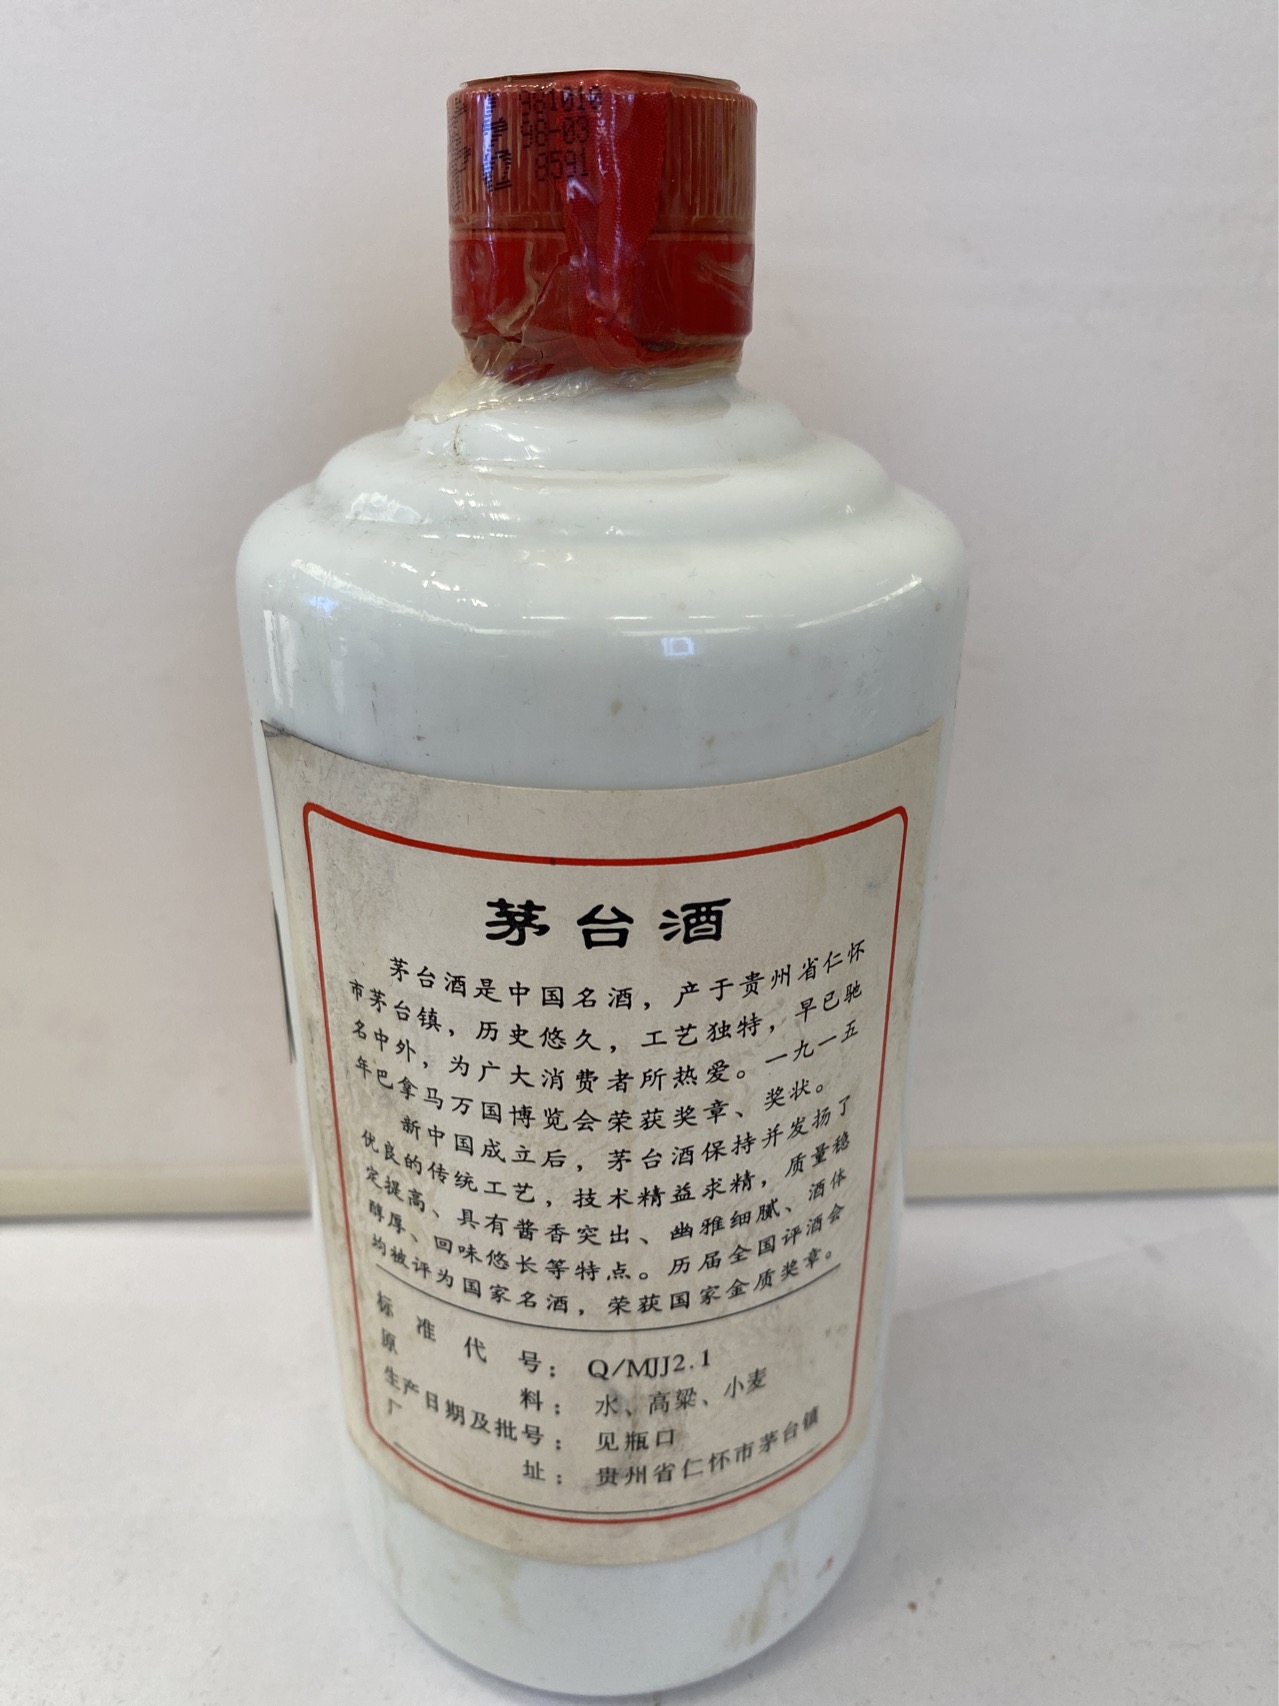 981010
98-03
8591
茅台酒
茅台酒是中国名酒，产于贵州省仁怀
市茅台镇，历史悠久，工艺独特，早已驰
名中外，为广大消费者所热爱。一九一五
年巴拿马万国博览会荣获奖章、奖状。
新中国成立后，茅台酒保持并发扬了
优良的传统工艺，技术精益求精，质量稳
定提高、具有酱香突出、幽雅细腻、酒体
醇厚、回味悠长等特点。历届全国评酒会
均被评为国家名酒，荣获国家金质奖章。
标准代号：Q/MJJ2.1
原料：水、高粱、小麦
生产日期及批号：见瓶口
厂址：贵州省仁怀市茅台镇